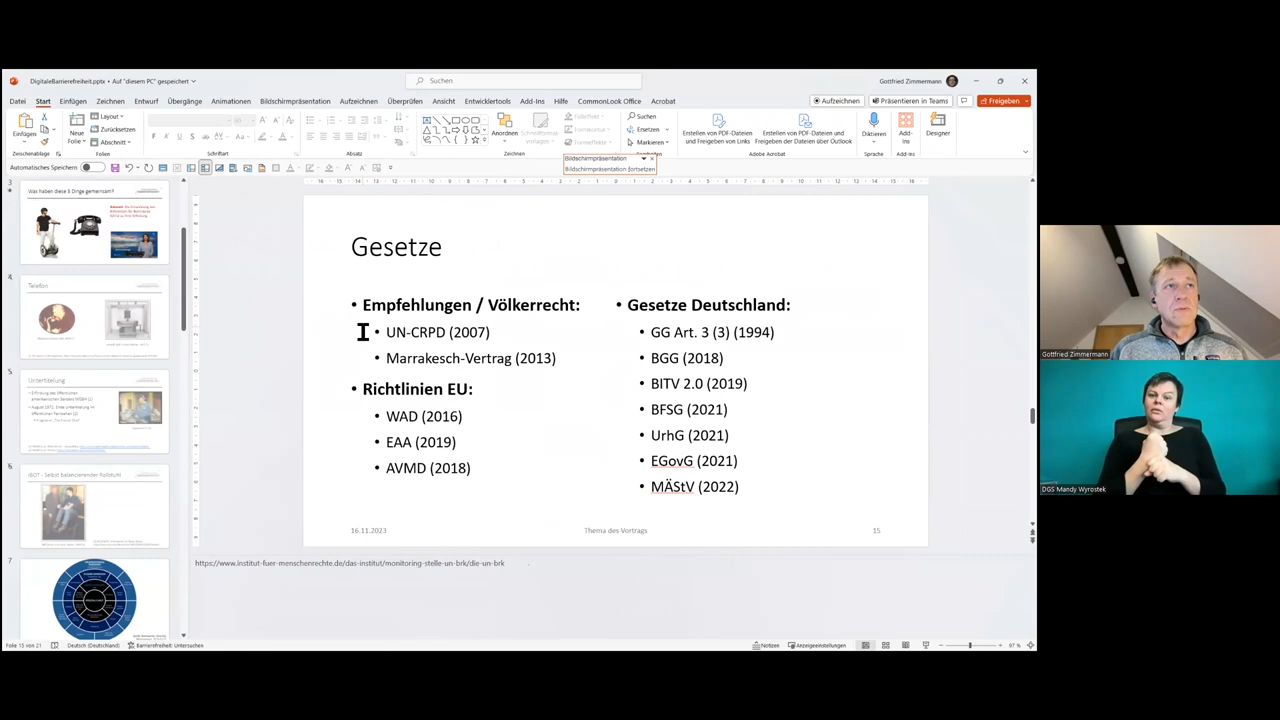 DigitaleBarrierefreiheit.pptx • Auf "diesem PC" gespeichert
Suchen
Gottfried Zimmermann
Datei Start Einfügen Zeichnen Entwurf Übergänge Animationen Bildschirmpräsentation Aufzeichnen Überprüfen Ansicht Entwicklertools Add-Ins Hilfe CommonLook Office Acrobat
Aufzeichnen Präsentieren in Teams Freigeben
Einfügen
Neue Folie
Layout
Zurücksetzen
Abschnitt
Anordnen
Suchen
Ersetzen
Markieren
Erstellen von PDF-Dateien und Links
Erstellen von PDF-Dateien und Freigeben der Dateien über Outlook
Diktieren
Add-Ins
Designer
Zwischenablage Folien Schriftart Absatz Zeichnen Adobe Acrobat Sprache Add-Ins
Automatisches Speichern
Bildschirmpräsentation
Bildschirmpräsentation fortsetzen
3
Was haben diese 3 Dinge gemeinsam?
4
Telefon
5
Untertitelung
6
iBOT - Selbst balancierender Rollstuhl
7
Gesetze
• Empfehlungen / Völkerrecht:
• UN-CRPD (2007)
• Marrakesch-Vertrag (2013)
• Richtlinien EU:
• WAD (2016)
• EAA (2019)
• AVMD (2018)
• Gesetze Deutschland:
• GG Art. 3 (3) (1994)
• BGG (2018)
• BITV 2.0 (2019)
• BFSG (2021)
• UrhG (2021)
• EGovG (2021)
• MÄStV (2022)
16.11.2023 Thema des Vortrags 15
https://www.institut-fuer-menschenrechte.de/das-institut/monitoring-stelle-un-brk/die-un-brk
Folie 15 von 21 Deutsch (Deutschland) Barrierefreiheit: Untersuchen Notizen Anzeigeeinstellungen 97 %
Gottfried Zimmermann
DGS Mandy Wyrostek